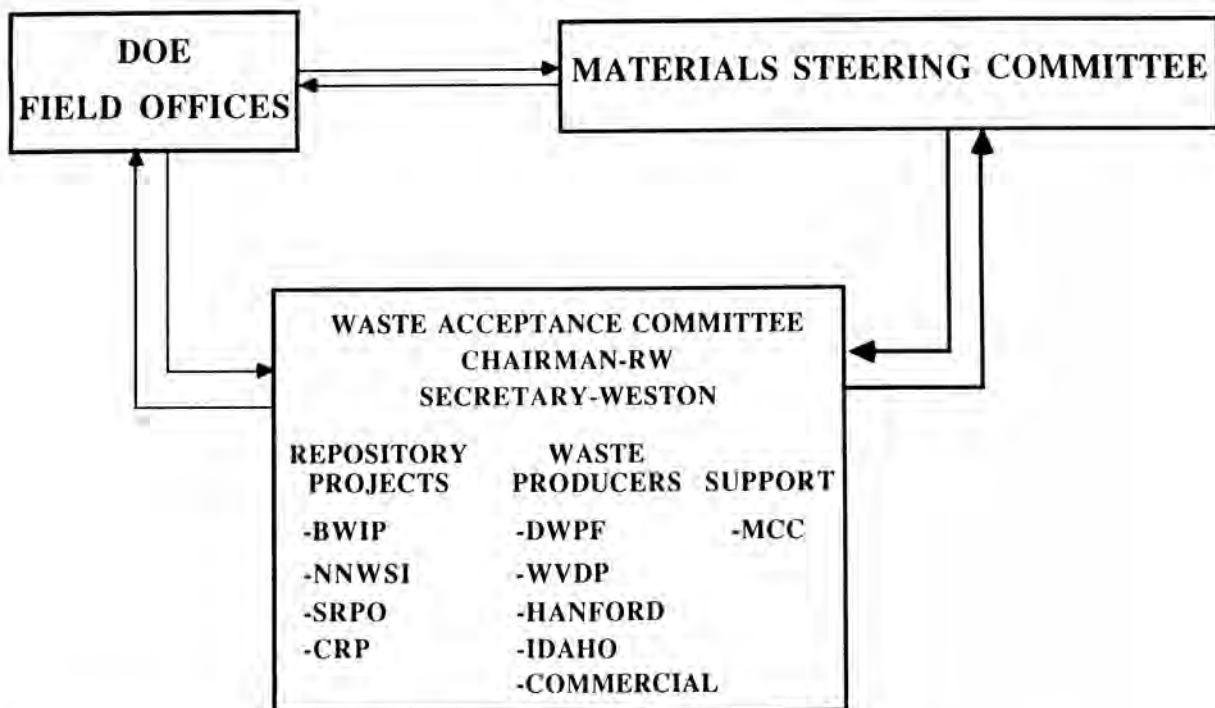 DOE
FIELD OFFICES
MATERIALS STEERING COMMITTEE
WASTE ACCEPTANCE COMMITTEE
CHAIRMAN-RW
SECRETARY-WESTON
REPOSITORY
PROJECTS
-BWIP
-NNWSI
-SRPO
-CRP
WASTE
PRODUCERS
-DWPF
-WVDP
-HANFORD
-IDAHO
-COMMERCIAL
SUPPORT
-MCC